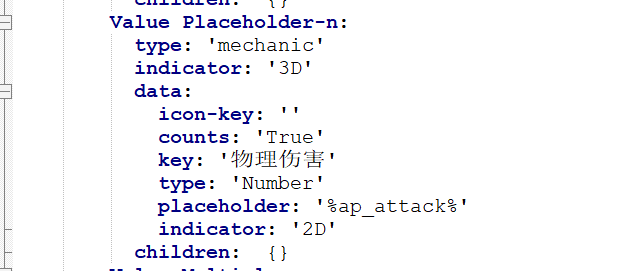 children:  {}
Value Placeholder-n:
type: 'mechanic'
indicator: '3D'
data:
icon-key: ''
counts: 'True'
key: '物理伤害'
type: 'Number'
placeholder: '%ap_attack%'
indicator: '2D'
children:  {}